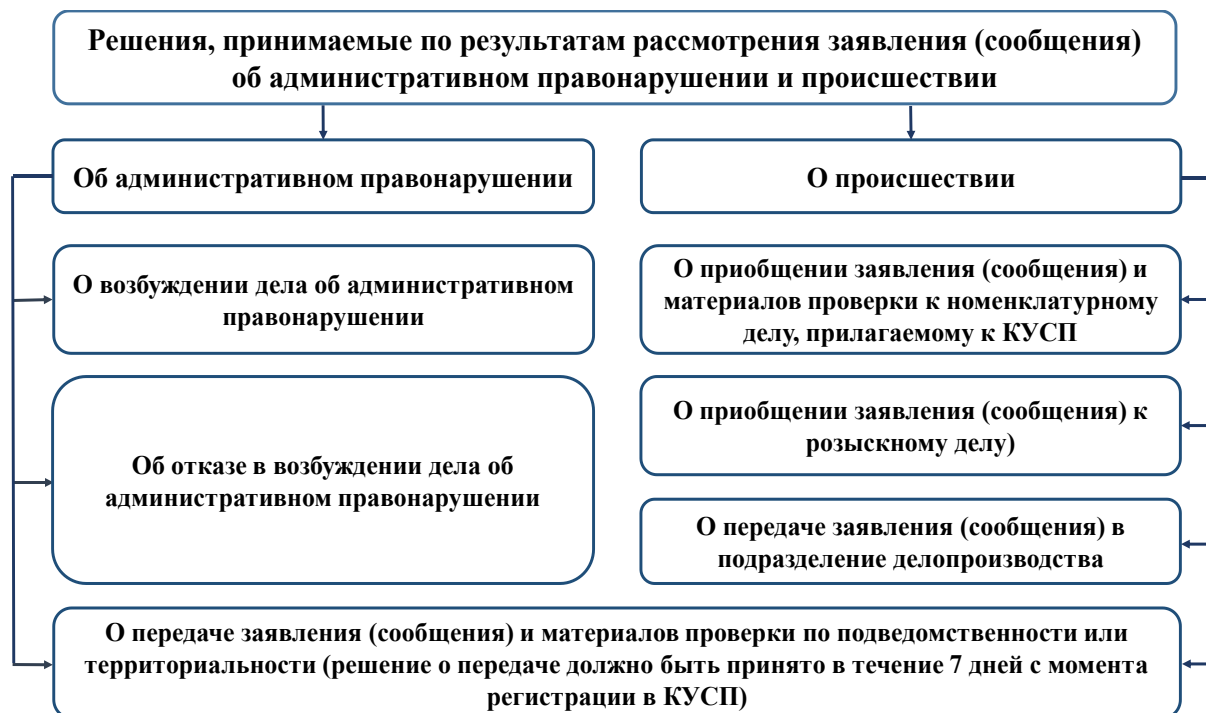 Решения, принимаемые по результатам рассмотрения заявления (сообщения)
об административном правонарушении и происшествии
Об административном правонарушении
О происшествии
О возбуждении дела об административном
правонарушении
О приобщении заявления (сообщения) и
материалов проверки к номенклатурному
делу, прилагаемому к КУСП
Об отказе в возбуждении дела об
административном правонарушении
О приобщении заявления (сообщения) к
розыскному делу)
О передаче заявления (сообщения) в
подразделение делопроизводства
О передаче заявления (сообщения) и материалов проверки по подведомственности или
территориальности (решение о передаче должно быть принято в течение 7 дней с момента
регистрации в КУСП)